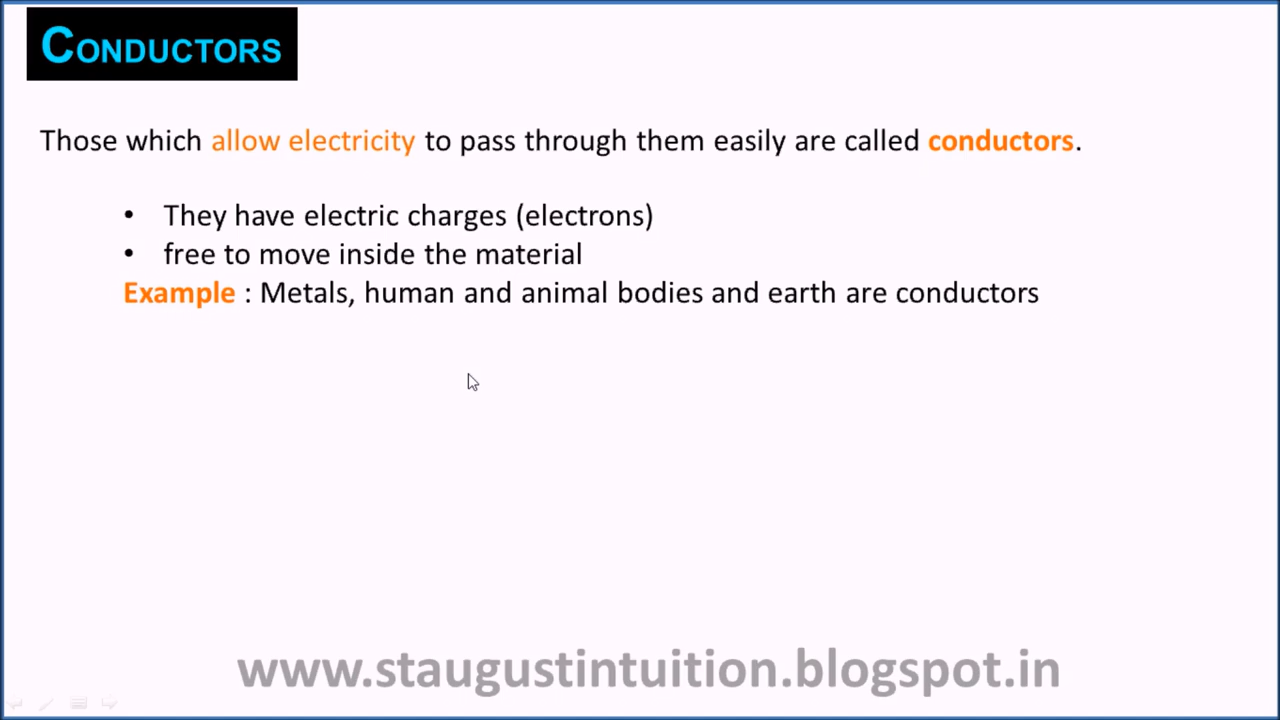 CONDUCTORS
Those which allow electricity to pass through them easily are called conductors.
• They have electric charges (electrons)
• free to move inside the material
Example : Metals, human and animal bodies and earth are conductors
www.staugustintuition.blogspot.in